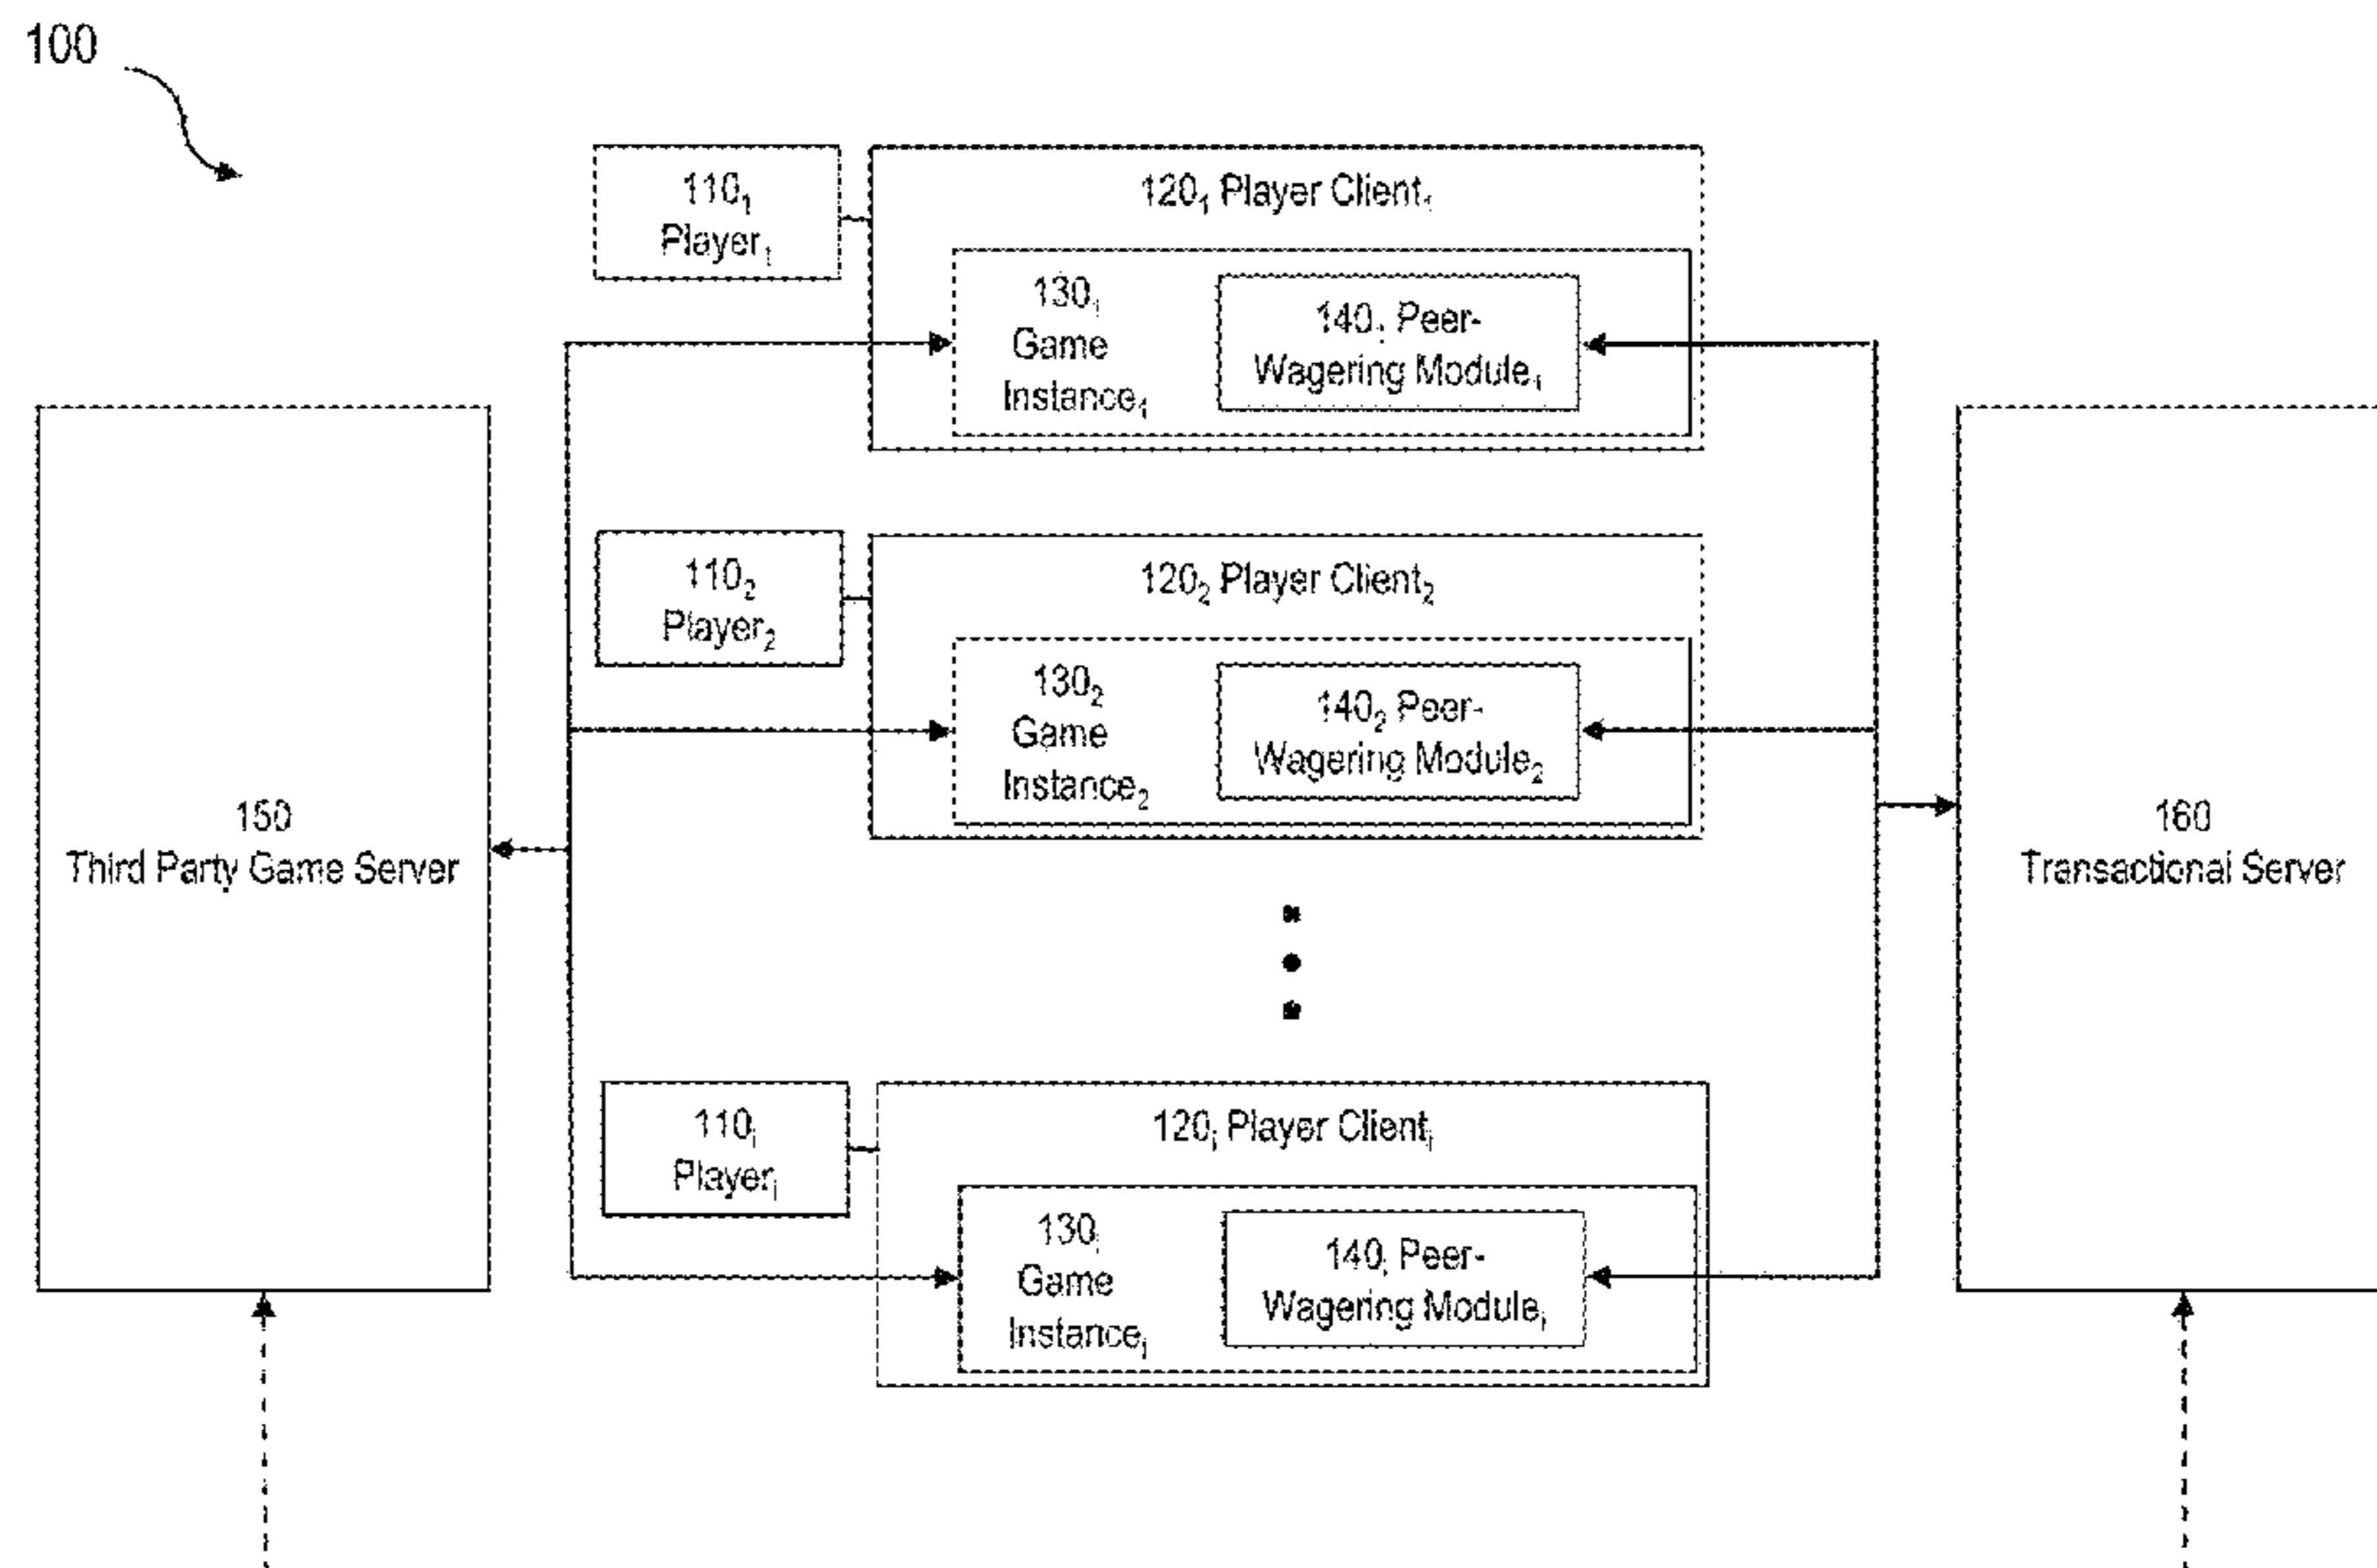 100
110₁
Player₁
120₁ Player Client₁
130₁
Game
Instance₁
140₁ Peer-
Wagering Module₁
110₂
Player₂
120₂ Player Client₂
130₂
Game
Instance₂
140₂ Peer-
Wagering Module₂
150
Third Party Game Server
160
Transactional Server
110ᵢ
Playerᵢ
120ᵢ Player Clientᵢ
130ᵢ
Game
Instanceᵢ
140ᵢ Peer-
Wagering Moduleᵢ